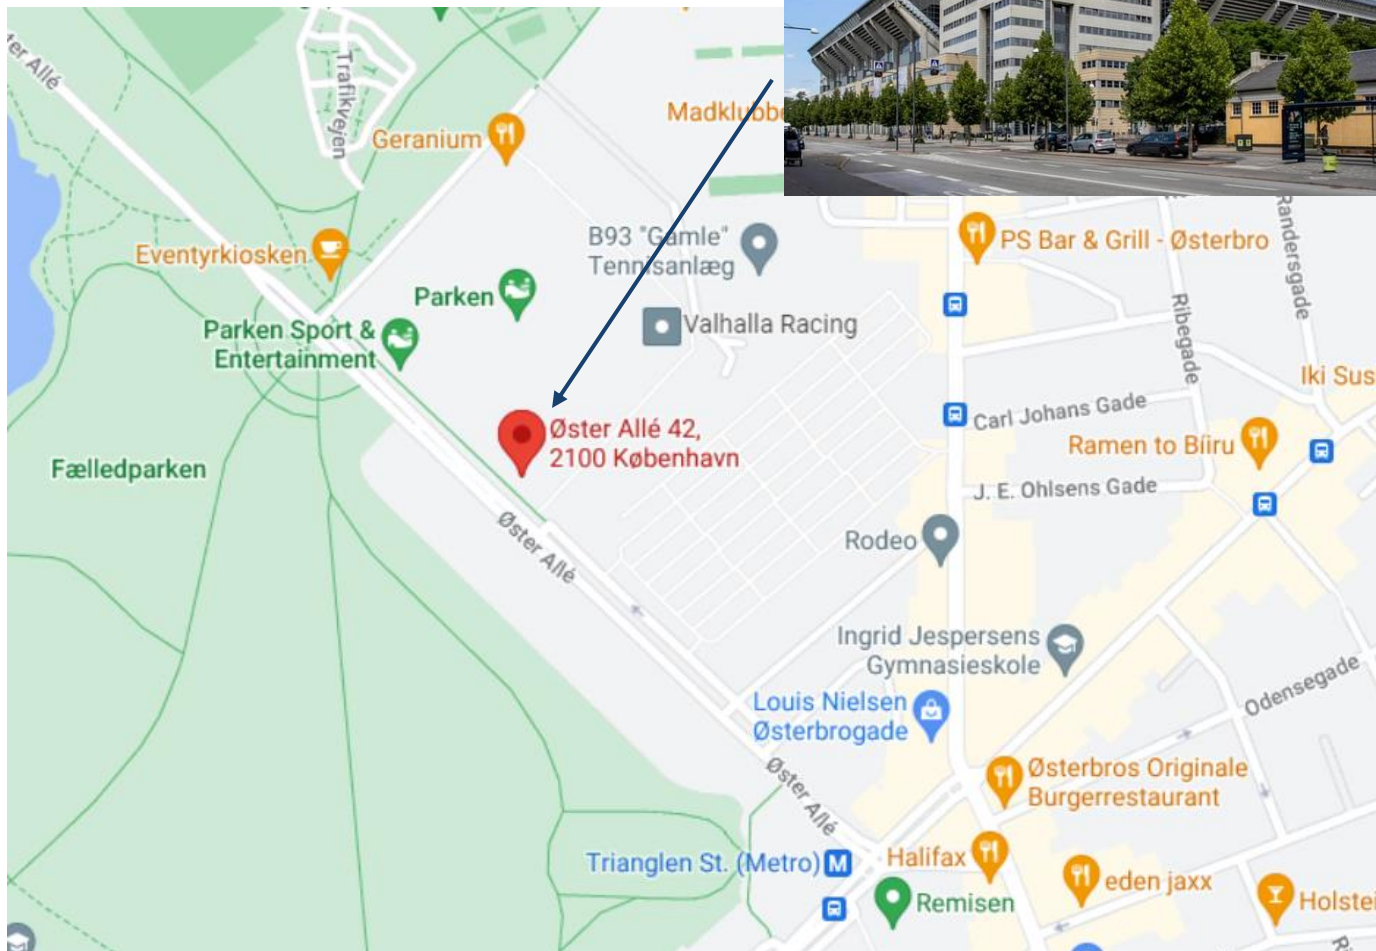 ster Allé
Trafikvejen
Geranium
Madklubbe
Eventyrkiosken
B93 "Gamle"
Tennisanlæg
PS Bar & Grill - Østerbro
Randersgade
Parken
Parken Sport &
Entertainment
Valhalla Racing
Ribegade
Iki Sus
Øster Allé 42,
2100 København
Carl Johans Gade
Ramen to Bíiru
Fælledparken
J. E. Ohlsens Gade
Øster Allé
Rodeo
Ingrid Jespersens
Gymnasieskole
Odensegade
Louis Nielsen
Østerbrogade
Øster Allé
Østerbros Originale
Burgerrestaurant
Trianglen St. (Metro) M
Halifax
eden jaxx
Remisen
Holstei